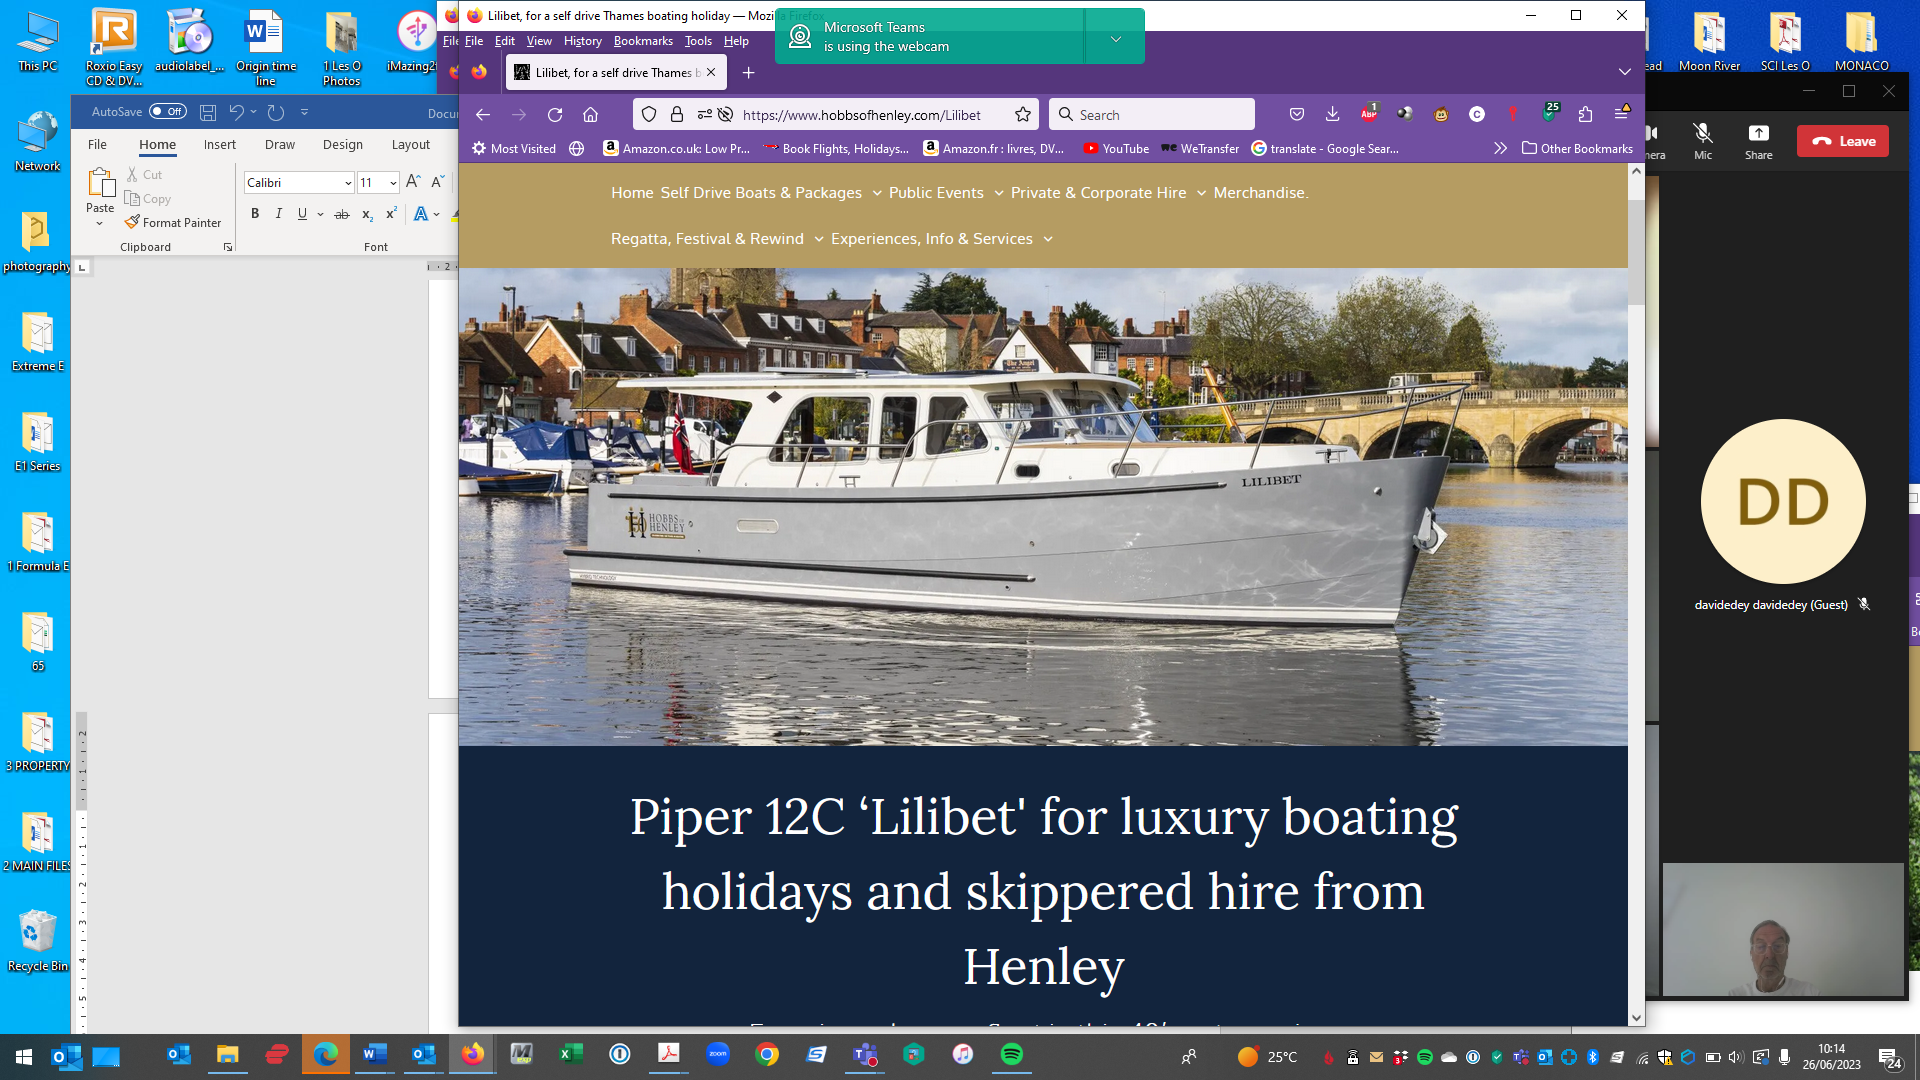 This PC
Roxio Easy
CD & DV...
audiolabel_...
Origin time
line
1 Les O
Photos
Network
photography
Extreme E
E1 Series
1 Formula E
65
3 PROPERTY
2 MAIN FILES
Recycle Bin
AutoSave Off
File Home Insert Draw Design Layout
Paste
Cut
Copy
Format Painter
Clipboard
Calibri 11
Font
Lilibet, for a self drive Thames boating holiday — Mozilla Firefox
File Edit View History Bookmarks Tools Help
Microsoft Teams
is using the webcam
Lilibet, for a self drive Thames b
https://www.hobbsofhenley.com/Lilibet
Search
ABP
1
C
25
Most Visited
Amazon.co.uk: Low Pr...
Book Flights, Holidays...
Amazon.fr : livres, DV...
YouTube
WeTransfer
translate - Google Sear...
Other Bookmarks
Home Self Drive Boats & Packages Public Events Private & Corporate Hire Merchandise.
Regatta, Festival & Rewind Experiences, Info & Services
The Angel
LILIBET
HOBBS OF
HENLEY
Piper 12C ‘Lilibet' for luxury boating
holidays and skippered hire from
Henley
Moon River
SCI Les O
MONACO
Mic
Share
Leave
DD
davidedey davidedey (Guest)
25°C
10:14
26/06/2023
24